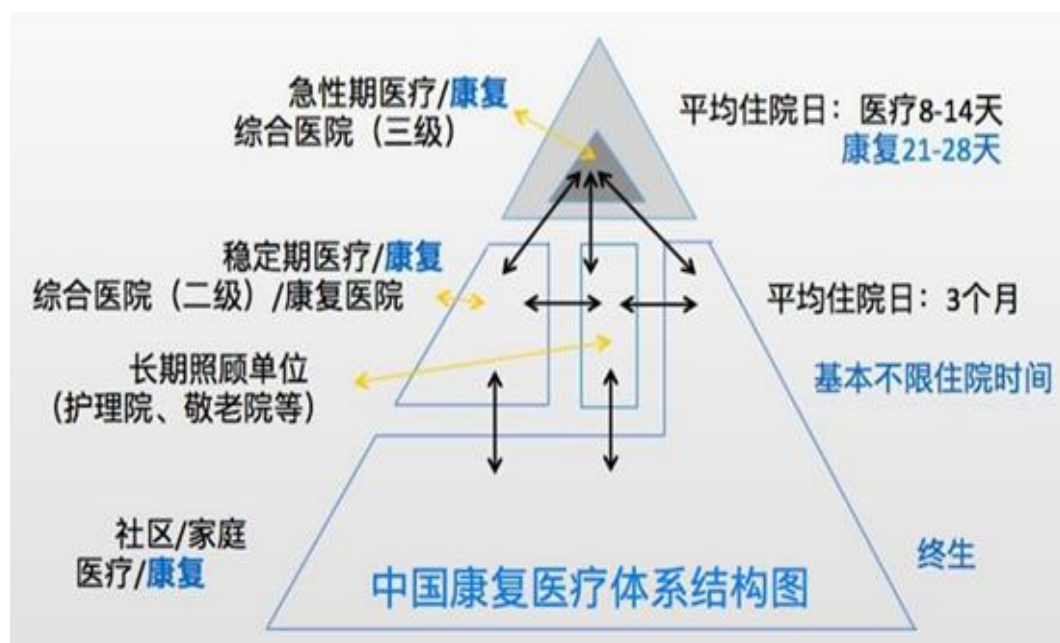 急性期医疗/康复
综合医院（三级）
平均住院日：医疗8-14天
康复21-28天
稳定期医疗/康复
综合医院（二级）/康复医院
平均住院日：3个月
长期照顾单位
（护理院、敬老院等）
基本不限住院时间
社区/家庭
医疗/康复
终生
中国康复医疗体系结构图